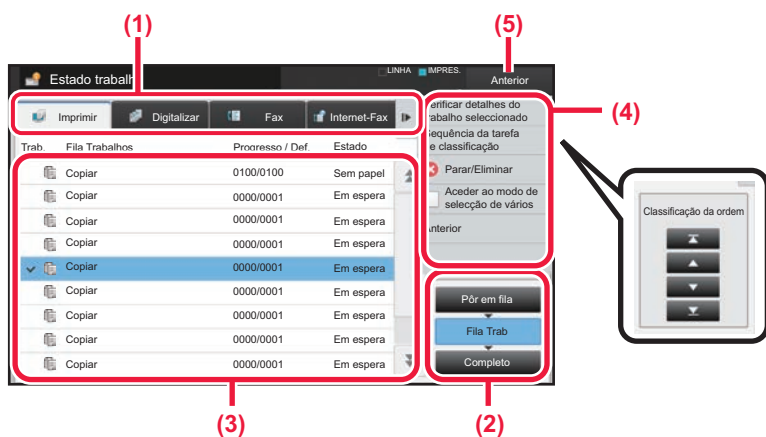 (1)
(5)
Estado trabalh
LINHA
IMPRES.
Anterior
Imprimir
Digitalizar
Fax
Internet-Fax
erificar detalhes do
rabalho seleccionado
(4)
Trab.
Fila Trabalhos
Progresso / Def.
Estado
equência da tarefa
e classificação
Copiar 0100/0100 Sem papel
Parar/Eliminar
Copiar 0000/0001 Em espera
Aceder ao modo de
selecção de vários
Copiar 0000/0001 Em espera
nterior
Copiar 0000/0001 Em espera
Copiar 0000/0001 Em espera
Copiar 0000/0001 Em espera
Copiar 0000/0001 Em espera
Copiar 0000/0001 Em espera
Copiar 0000/0001 Em espera
Pôr em fila
Fila Trab
Completo
Classificação da ordem
(3)
(2)